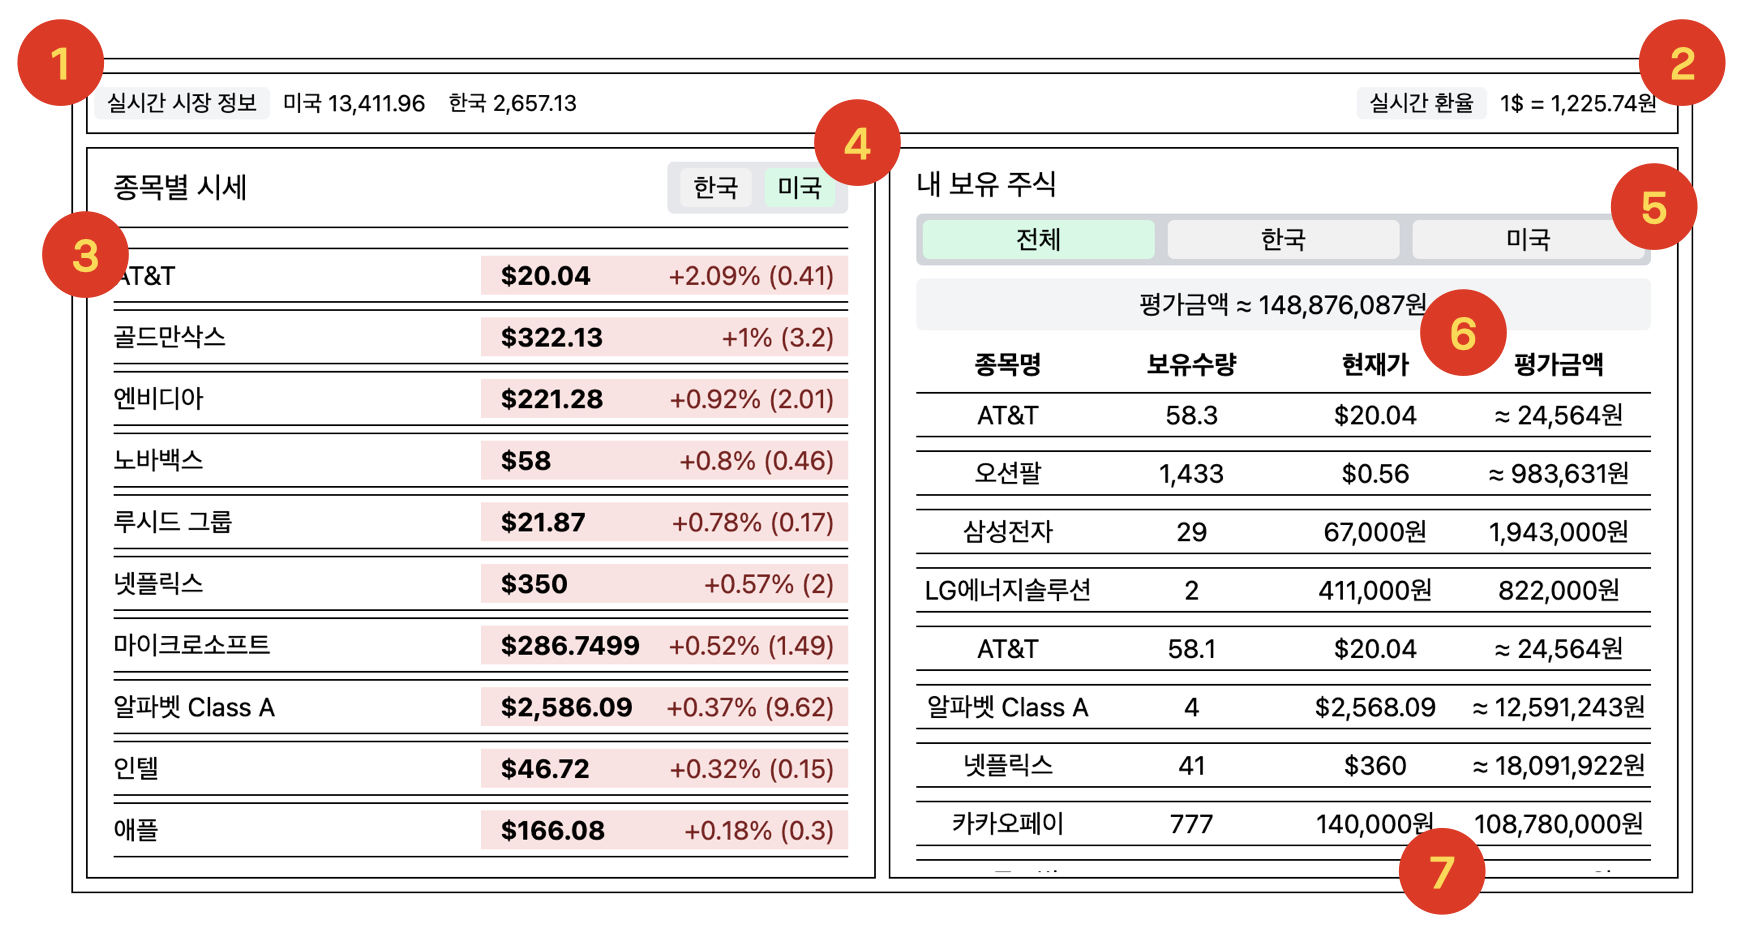 1
2
실시간 시장 정보 미국 13,411.96 한국 2,657.13
실시간 환율 1$ = 1,225.74원
4
종목별 시세
한국 미국
3
AT&T $20.04 +2.09% (0.41)
골드만삭스 $322.13 +1% (3.2)
엔비디아 $221.28 +0.92% (2.01)
노바백스 $58 +0.8% (0.46)
루시드 그룹 $21.87 +0.78% (0.17)
넷플릭스 $350 +0.57% (2)
마이크로소프트 $286.7499 +0.52% (1.49)
알파벳 Class A $2,586.09 +0.37% (9.62)
인텔 $46.72 +0.32% (0.15)
애플 $166.08 +0.18% (0.3)
내 보유 주식
5
전체 한국 미국
평가금액 ≈ 148,876,087원
6
종목명 보유수량 현재가 평가금액
AT&T 58.3 $20.04 ≈ 24,564원
오션팔 1,433 $0.56 ≈ 983,631원
삼성전자 29 67,000원 1,943,000원
LG에너지솔루션 2 411,000원 822,000원
AT&T 58.1 $20.04 ≈ 24,564원
알파벳 Class A 4 $2,568.09 ≈ 12,591,243원
넷플릭스 41 $360 ≈ 18,091,922원
카카오페이 777 140,000원 108,780,000원
7